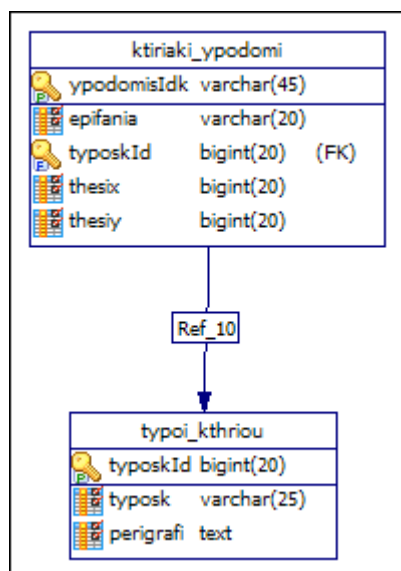 ktiriaki_ypodomi
ypodomisIdk varchar(45)
epifania varchar(20)
typoskId bigint(20) (FK)
thesix bigint(20)
thesiy bigint(20)
Ref_10
typoi_kthriou
typoskId bigint(20)
typosk varchar(25)
perigrafi text